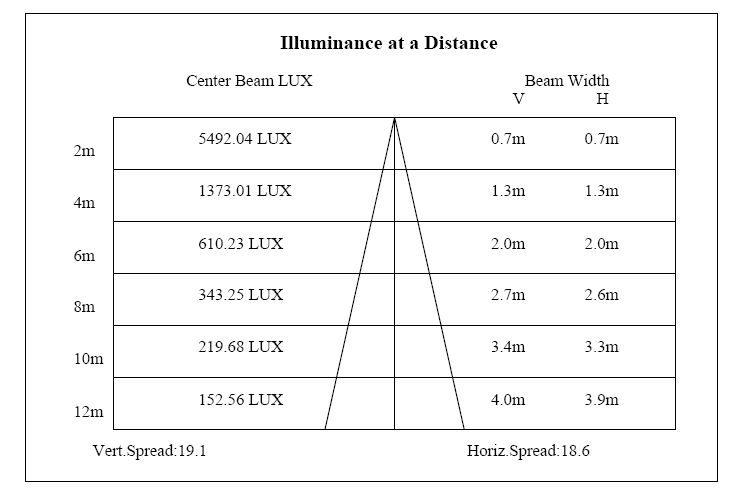 Illuminance at a Distance
Center Beam LUX Beam Width
V H
2m 5492.04 LUX 0.7m 0.7m
4m 1373.01 LUX 1.3m 1.3m
6m 610.23 LUX 2.0m 2.0m
8m 343.25 LUX 2.7m 2.6m
10m 219.68 LUX 3.4m 3.3m
12m 152.56 LUX 4.0m 3.9m
Vert.Spread:19.1 Horiz.Spread:18.6